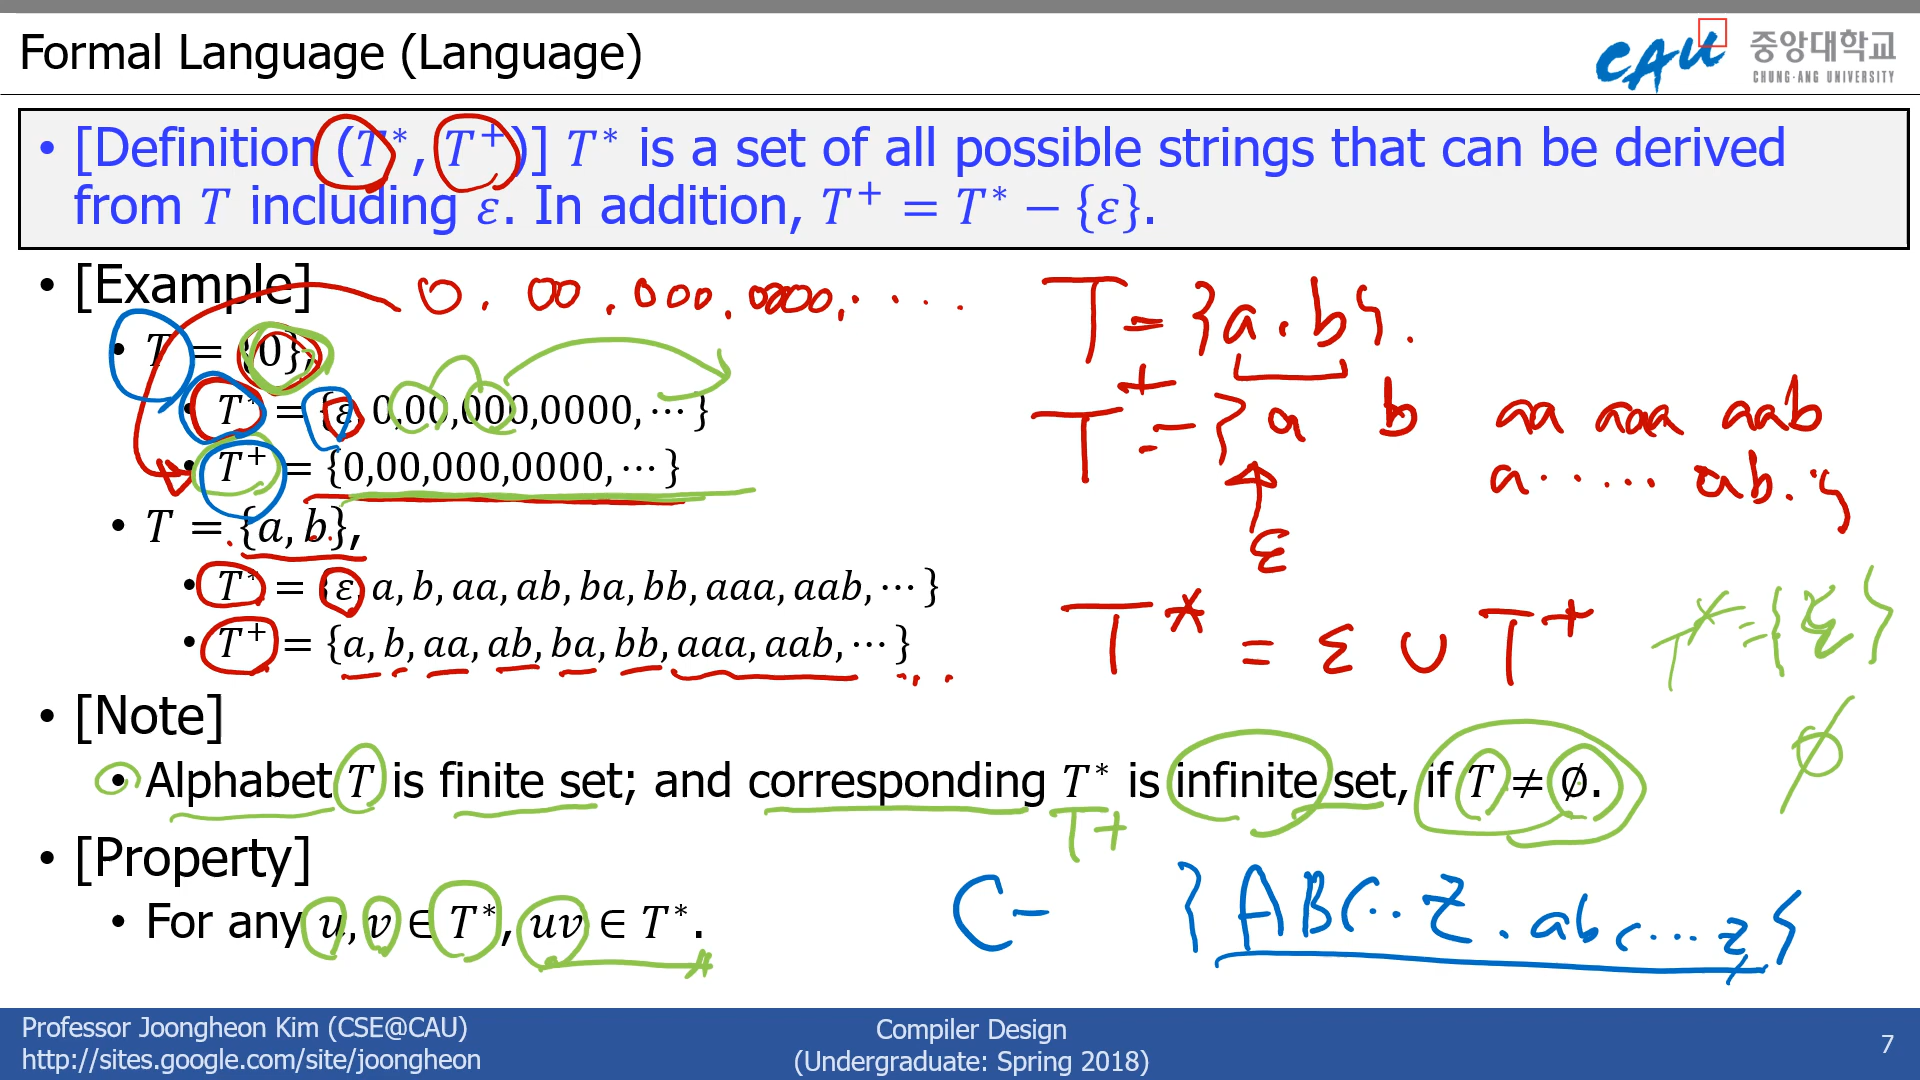 Formal Language (Language)
CAU 중앙대학교
CHUNG-ANG UNIVERSITY
• [Definition (T*, T⁺)] T* is a set of all possible strings that can be derived
from T including ε. In addition, T⁺ = T* − {ε}.
• [Example]
0. 00. 000. 0000. ....
• T = {0},
• T* = {ε, 0,00,000,0000, ⋯ }
• T⁺ = {0,00,000,0000, ⋯ }
• T = {a, b},
• T* = {ε, a, b, aa, ab, ba, bb, aaa, aab, ⋯ }
• T⁺ = {a, b, aa, ab, ba, bb, aaa, aab, ⋯ }
T = {a, b}.
T⁺ = {a b aa aaa aab
a ..... ab. }
ε
T* = ε ∪ T⁺
T* = {ε}
∅
• [Note]
• Alphabet T is finite set; and corresponding T* is infinite set, if T ≠ ∅.
T+
• [Property]
• For any u, v ∈ T*, uv ∈ T*.
C - {ABC.. Z. abc... z}
Professor Joongheon Kim (CSE@CAU)
http://sites.google.com/site/joongheon
Compiler Design
(Undergraduate: Spring 2018)
7